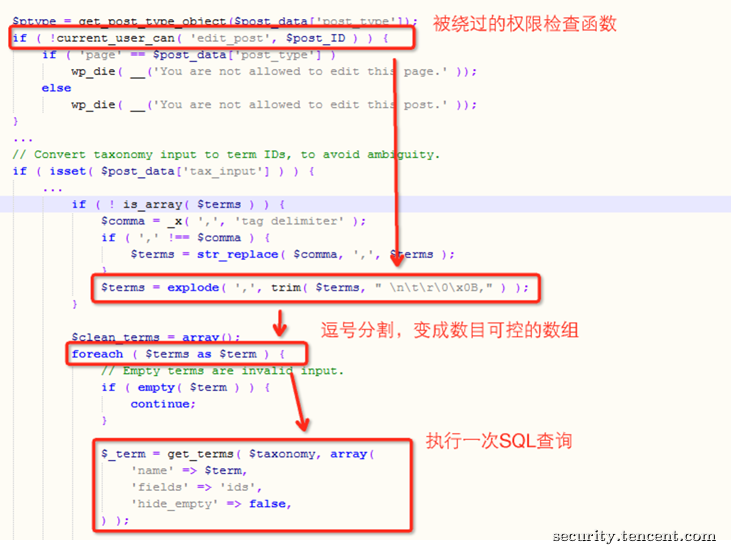 $ptype = get_post_type_object($post_data['post_type']);
被绕过的权限检查函数
if ( !current_user_can( 'edit_post', $post_ID ) ) {
if ( 'page' == $post_data['post_type'] )
wp_die( __('You are not allowed to edit this page.' ));
else
wp_die( __('You are not allowed to edit this post.' ));
}
...
// Convert taxonomy input to term IDs, to avoid ambiguity.
if ( isset( $post_data['tax_input'] ) ) {
...
if ( ! is_array( $terms ) ) {
$comma = _x( ',', 'tag delimiter' );
if ( ',' !== $comma ) {
$terms = str_replace( $comma, ',', $terms );
}
$terms = explode( ',', trim( $terms, " \n\t\r\0\x0B," ) );
}
逗号分割，变成数目可控的数组
$clean_terms = array();
foreach ( $terms as $term ) {
// Empty terms are invalid input.
if ( empty( $term ) ) {
continue;
}
执行一次SQL查询
$_term = get_terms( $taxonomy, array(
'name' => $term,
'fields' => 'ids',
'hide_empty' => false,
) );
security.tencent.com